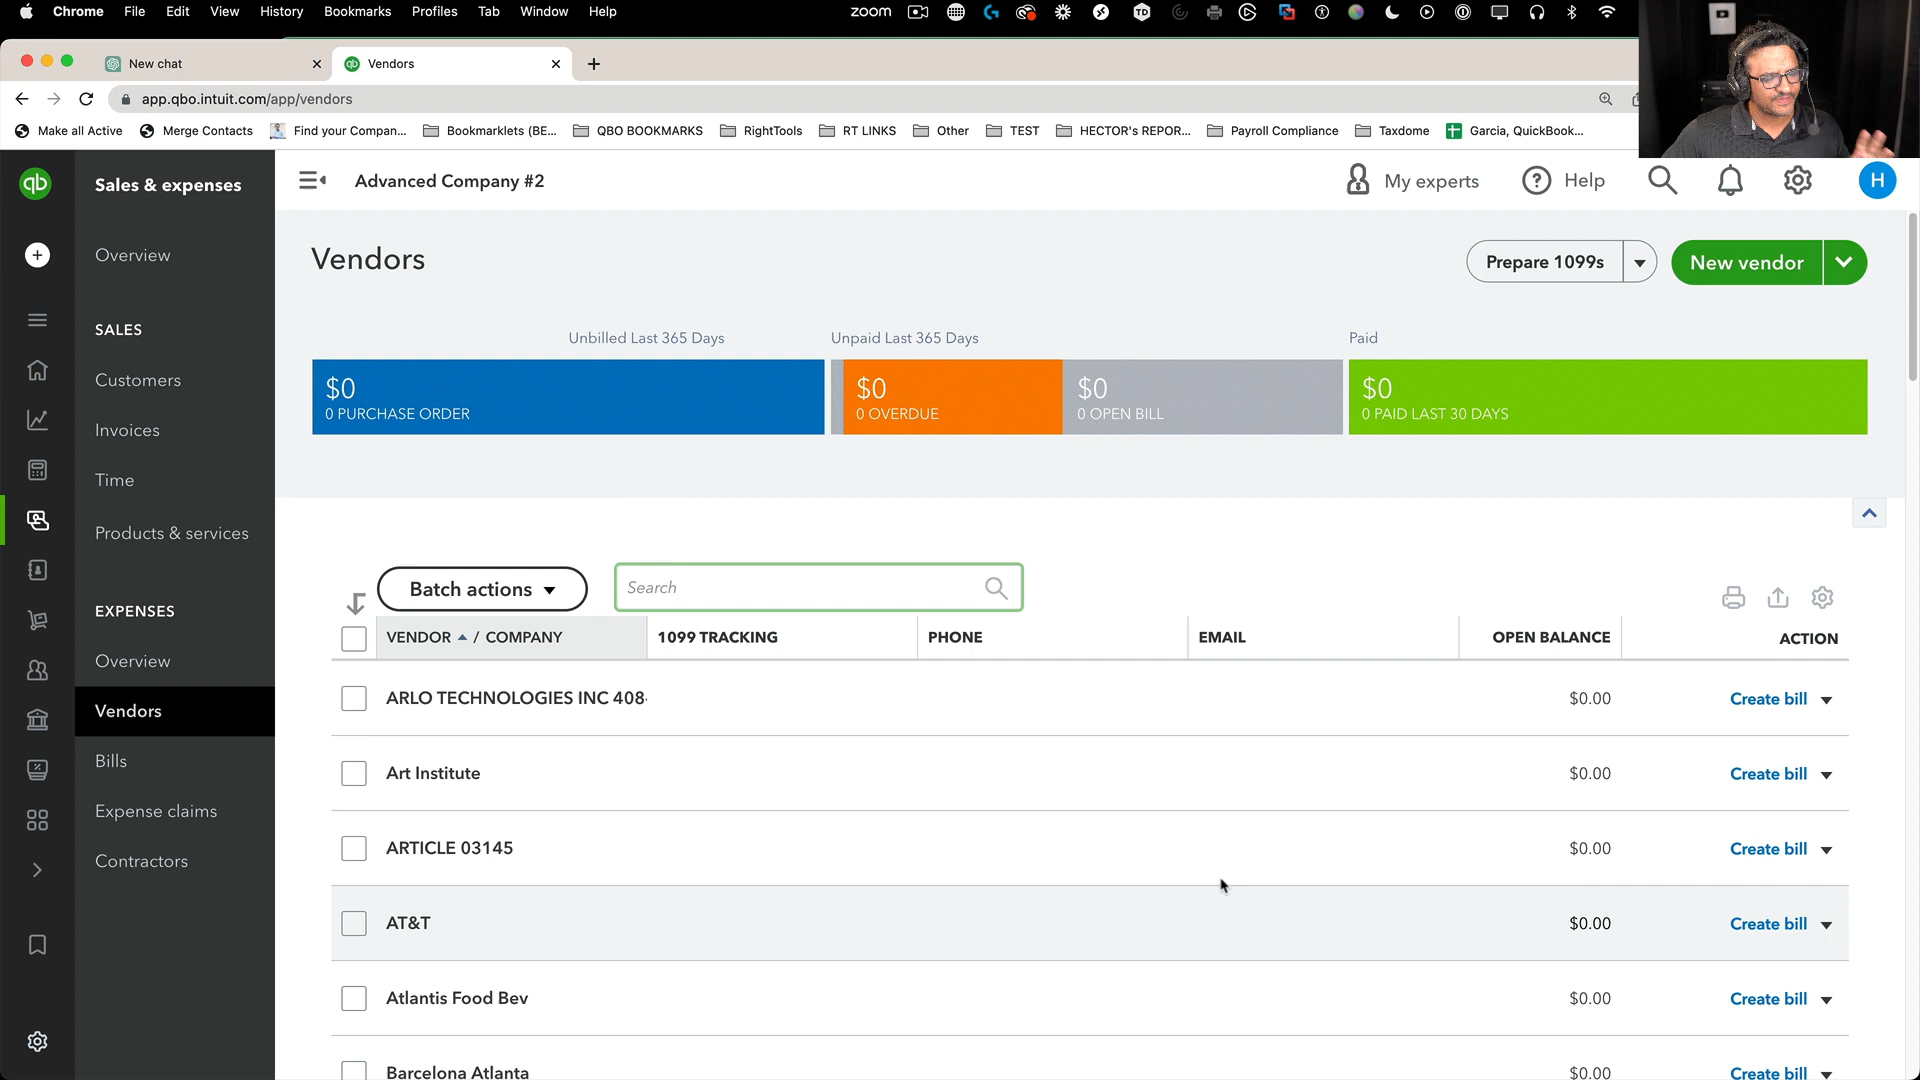 Chrome File Edit View History Bookmarks Profiles Tab Window Help zoom TD
New chat
Vendors
app.qbo.intuit.com/app/vendors
Make all Active Merge Contacts Find your Compan... Bookmarklets (BE... QBO BOOKMARKS RightTools RT LINKS Other TEST HECTOR's REPOR... Payroll Compliance Taxdome Garcia, QuickBook...
qb Sales & expenses Advanced Company #2 My experts Help H
Overview
SALES
Customers
Invoices
Time
Products & services
EXPENSES
Overview
Vendors
Bills
Expense claims
Contractors
Vendors Prepare 1099s New vendor
Unbilled Last 365 Days Unpaid Last 365 Days Paid
$0 $0 $0 $0
0 PURCHASE ORDER 0 OVERDUE 0 OPEN BILL 0 PAID LAST 30 DAYS
Batch actions Search
VENDOR / COMPANY 1099 TRACKING PHONE EMAIL OPEN BALANCE ACTION
ARLO TECHNOLOGIES INC 408- $0.00 Create bill
Art Institute $0.00 Create bill
ARTICLE 03145 $0.00 Create bill
AT&T $0.00 Create bill
Atlantis Food Bev $0.00 Create bill
Barcelona Atlanta $0.00 Create bill